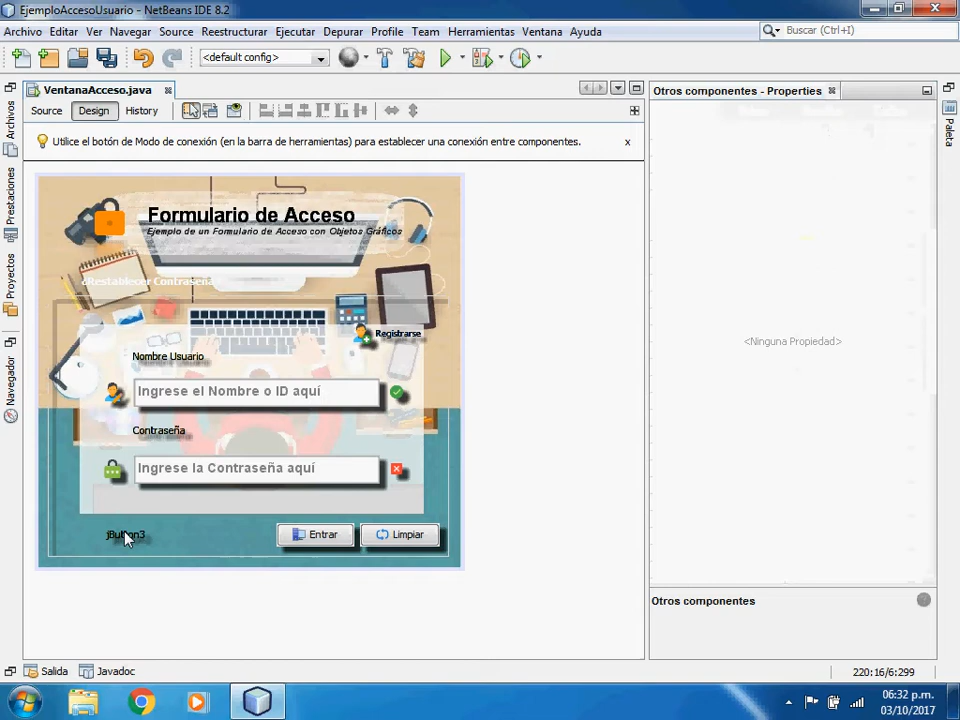 EjemploAccesoUsuario - NetBeans IDE 8.2
Archivo Editar Ver Navegar Source Reestructurar Ejecutar Depurar Profile Team Herramientas Ventana Ayuda
Buscar (Ctrl+I)
<default config>
VentanaAcceso.java
Otros componentes - Properties
Source Design History
Utilice el botón de Modo de conexión (en la barra de herramientas) para establecer una conexión entre componentes.
x
Archivos
Prestaciones
Proyectos
Navegador
Paleta
Formulario de Acceso
Ejemplo de un Formulario de Acceso con Objetos Gráficos
¿Restablecer Contraseña
Registrarse
Nombre Usuario
Ingrese el Nombre o ID aquí
Contraseña
Ingrese la Contraseña aquí
jButton3
Entrar
Limpiar
<Ninguna Propiedad>
Otros componentes
Salida
Javadoc
220:16/6:299
06:32 p.m.
03/10/2017